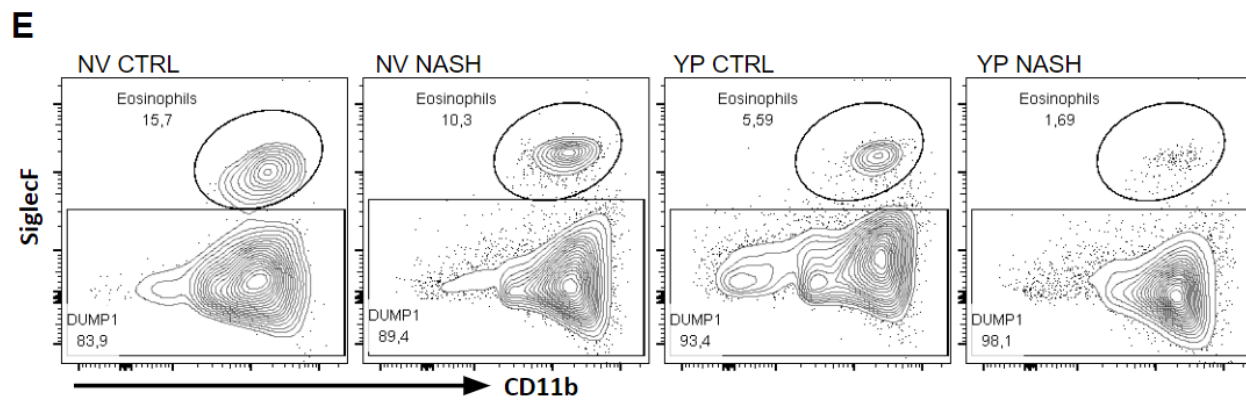 E
NV CTRL
Eosinophils
15,7
DUMP1
83,9
NV NASH
Eosinophils
10,3
DUMP1
89,4
YP CTRL
Eosinophils
5,59
DUMP1
93,4
YP NASH
Eosinophils
1,69
DUMP1
98,1
SiglecF
CD11b